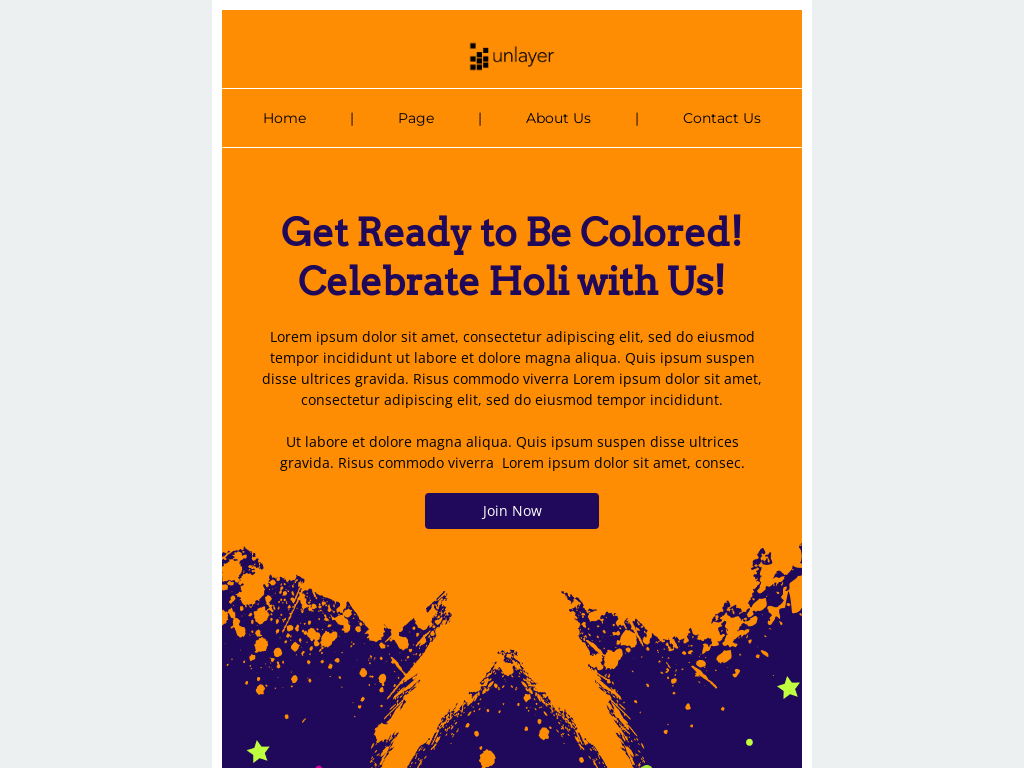 unlayer
Home | Page | About Us | Contact Us
Get Ready to Be Colored!
Celebrate Holi with Us!
Lorem ipsum dolor sit amet, consectetur adipiscing elit, sed do eiusmod
tempor incididunt ut labore et dolore magna aliqua. Quis ipsum suspen
disse ultrices gravida. Risus commodo viverra Lorem ipsum dolor sit amet,
consectetur adipiscing elit, sed do eiusmod tempor incididunt.
Ut labore et dolore magna aliqua. Quis ipsum suspen disse ultrices
gravida. Risus commodo viverra  Lorem ipsum dolor sit amet, consec.
Join Now